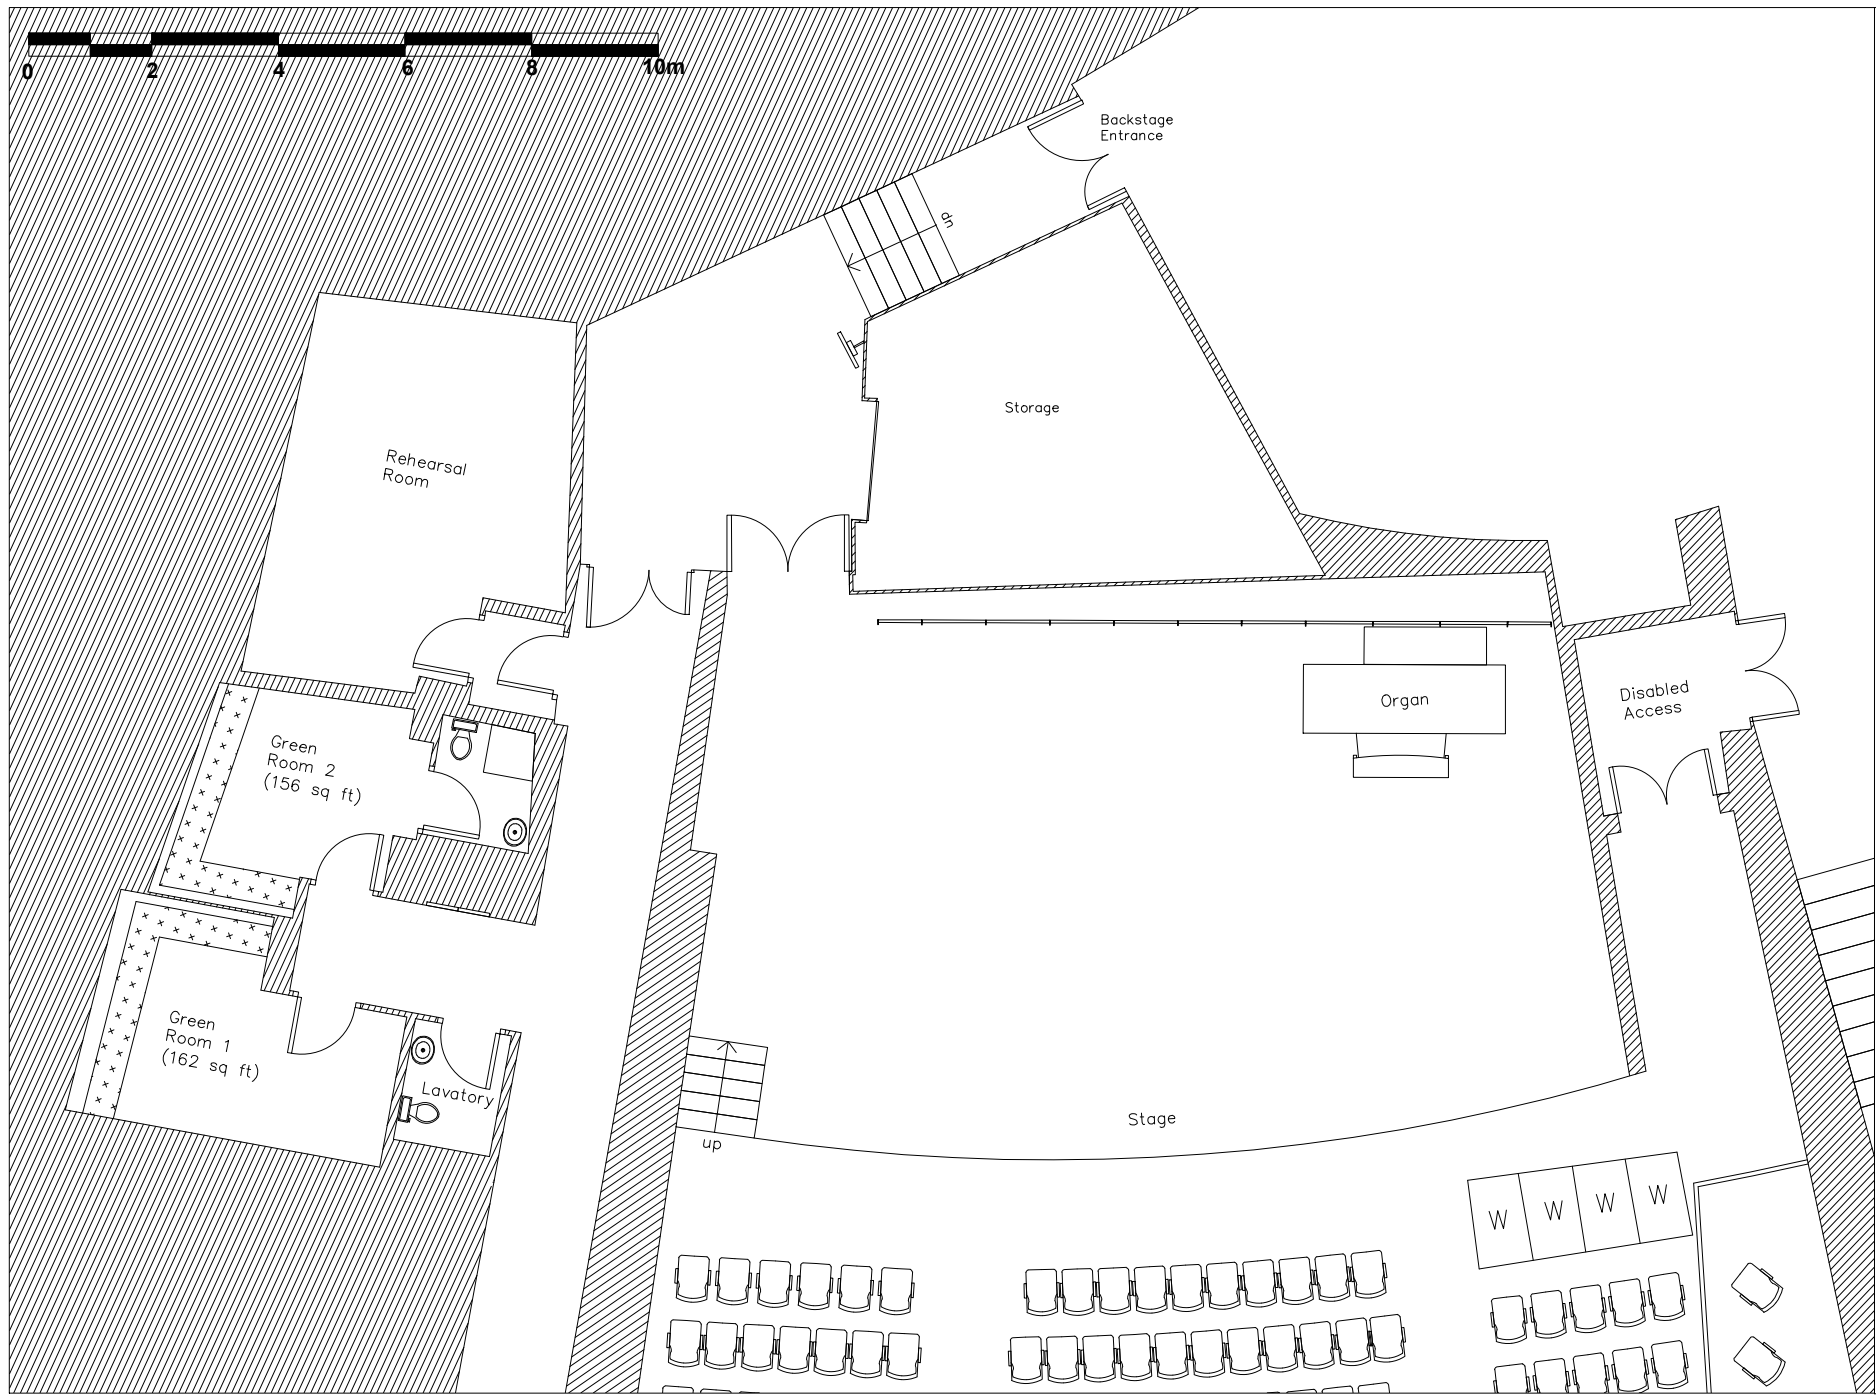 0 2 4 6 8 10m
Backstage
Entrance
dn
Storage
Rehearsal
Room
Organ
Disabled
Access
Green
Room 2
(156 sq ft)
Green
Room 1
(162 sq ft)
Lavatory
Stage
up
W W W W